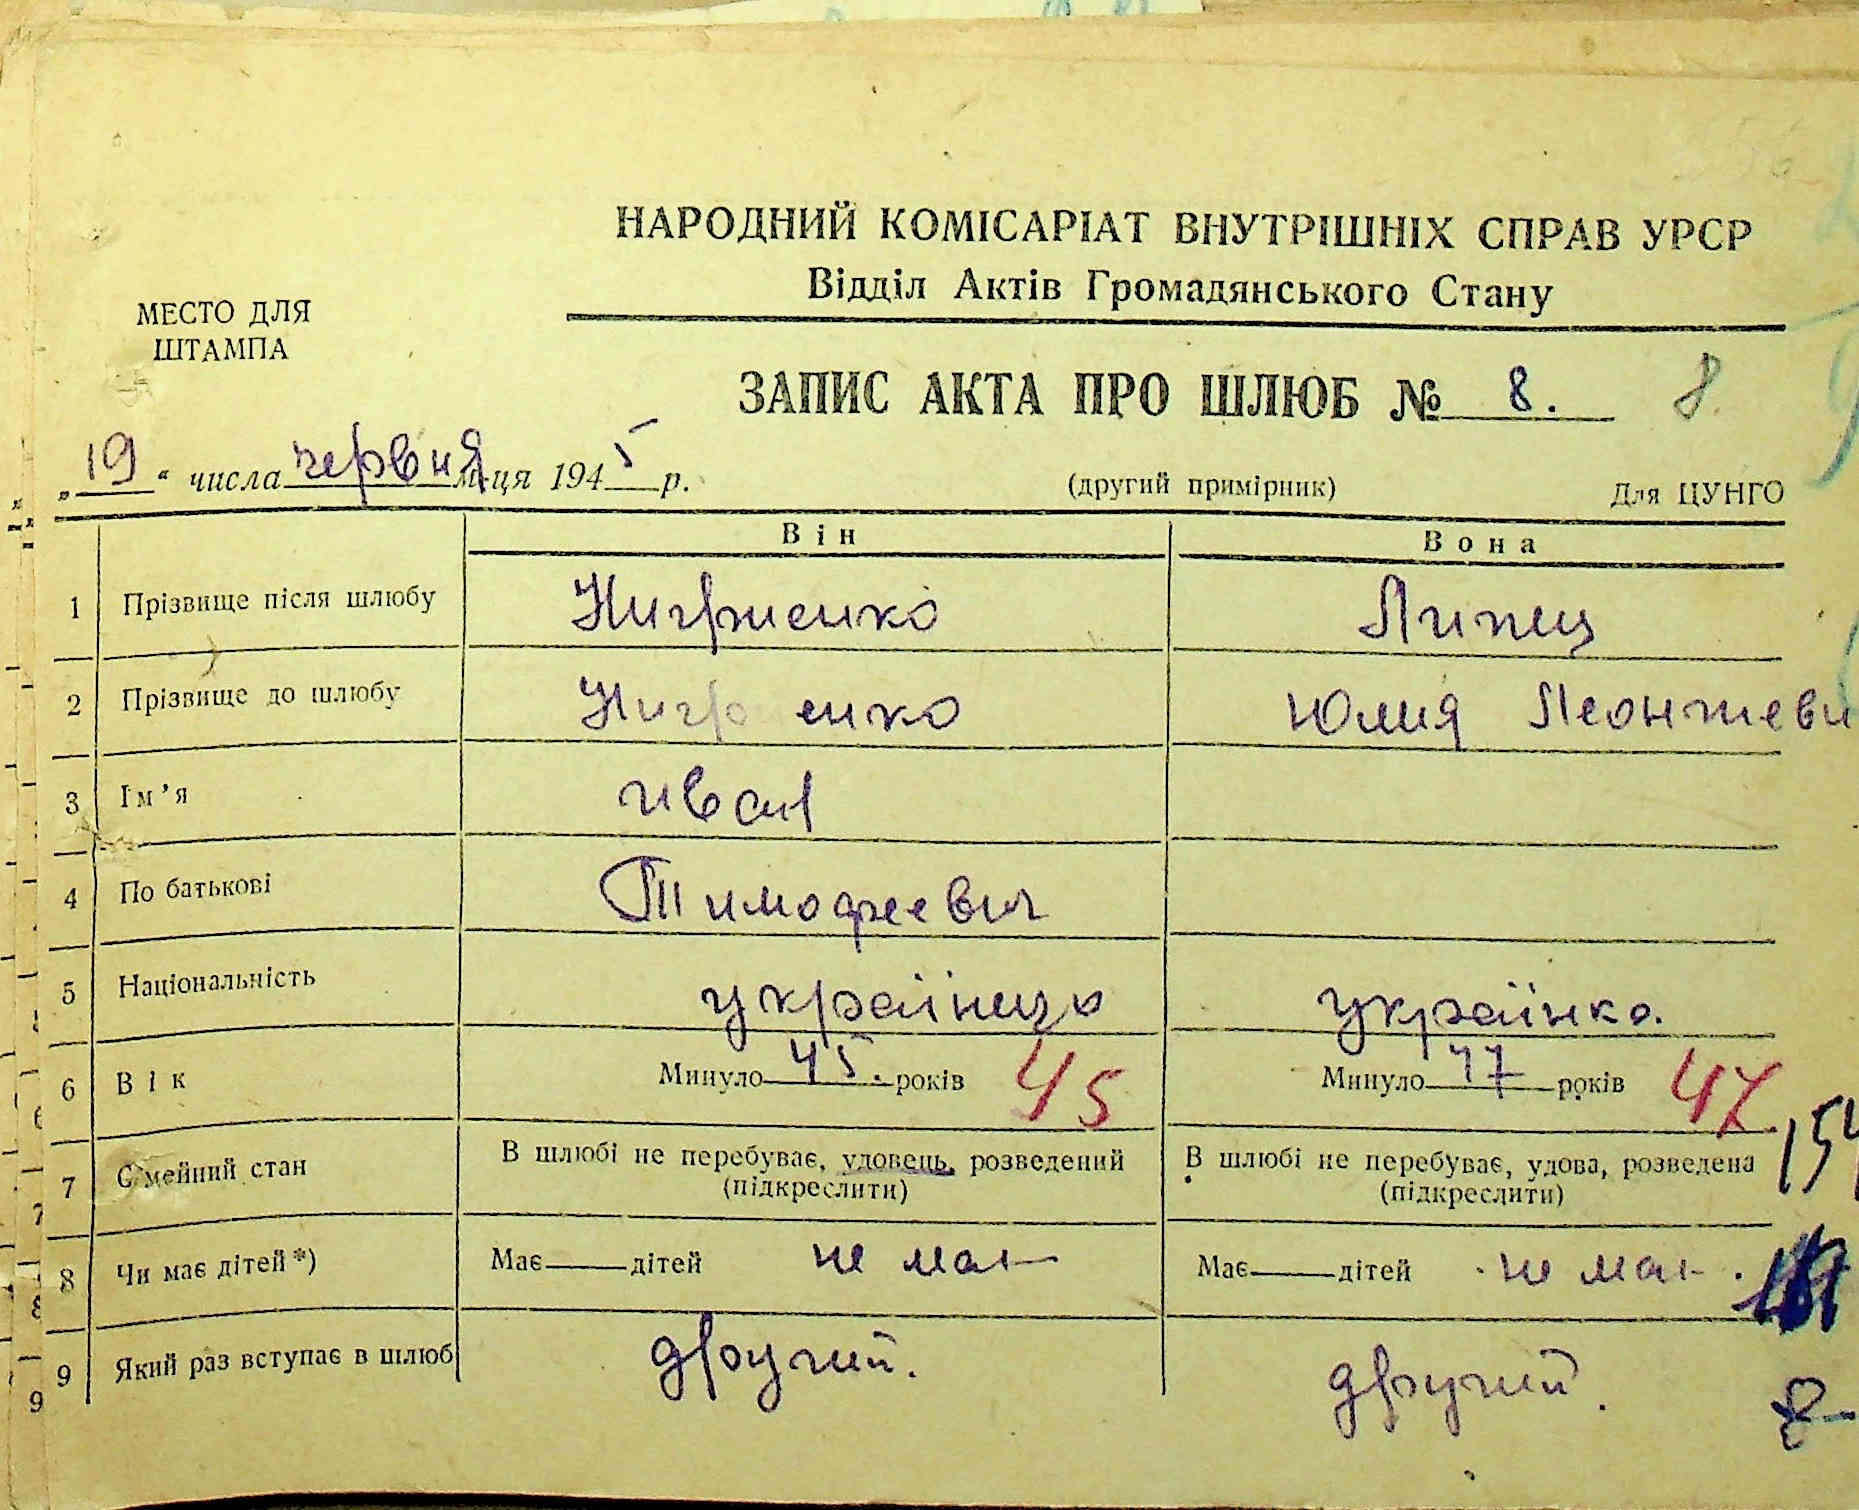 НАРОДНИЙ КОМІСАРІАТ ВНУТРІШНІХ СПРАВ УРСР
Відділ Актів Громадянського Стану
МЕСТО ДЛЯ
ШТАМПА
ЗАПИС АКТА ПРО ШЛЮБ № 8. 8
„19“ числа червня м-ця 1945 р. (другий примірник) Для ЦУНГО
Він Вона
1 Прізвище після шлюбу Липец
2 Прізвище до шлюбу Юлия Леонтеви
3 Ім’я иван
4 По батькові Тимофеевич
5 Національність українець українка.
6 Вік Минуло 45. років 45 Минуло 47 років 47
7 Сімейний стан В шлюбі не перебуває, удовець, розведений (підкреслити) В шлюбі не перебуває, удова, розведена (підкреслити)
8 Чи має дітей *) Має дітей не має Має дітей не має.
9 Який раз вступає в шлюб другий. другий.